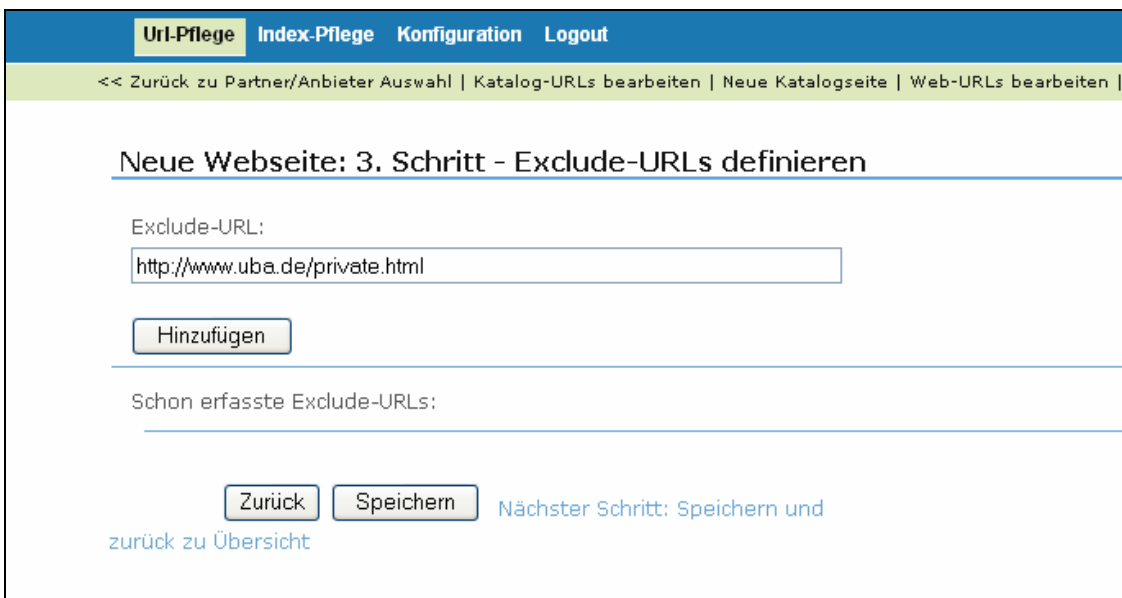 Url-Pflege Index-Pflege Konfiguration Logout
<< Zurück zu Partner/Anbieter Auswahl | Katalog-URLs bearbeiten | Neue Katalogseite | Web-URLs bearbeiten |
Neue Webseite: 3. Schritt - Exclude-URLs definieren
Exclude-URL:
http://www.uba.de/private.html
Hinzufügen
Schon erfasste Exclude-URLs:
Zurück Speichern Nächster Schritt: Speichern und
zurück zu Übersicht